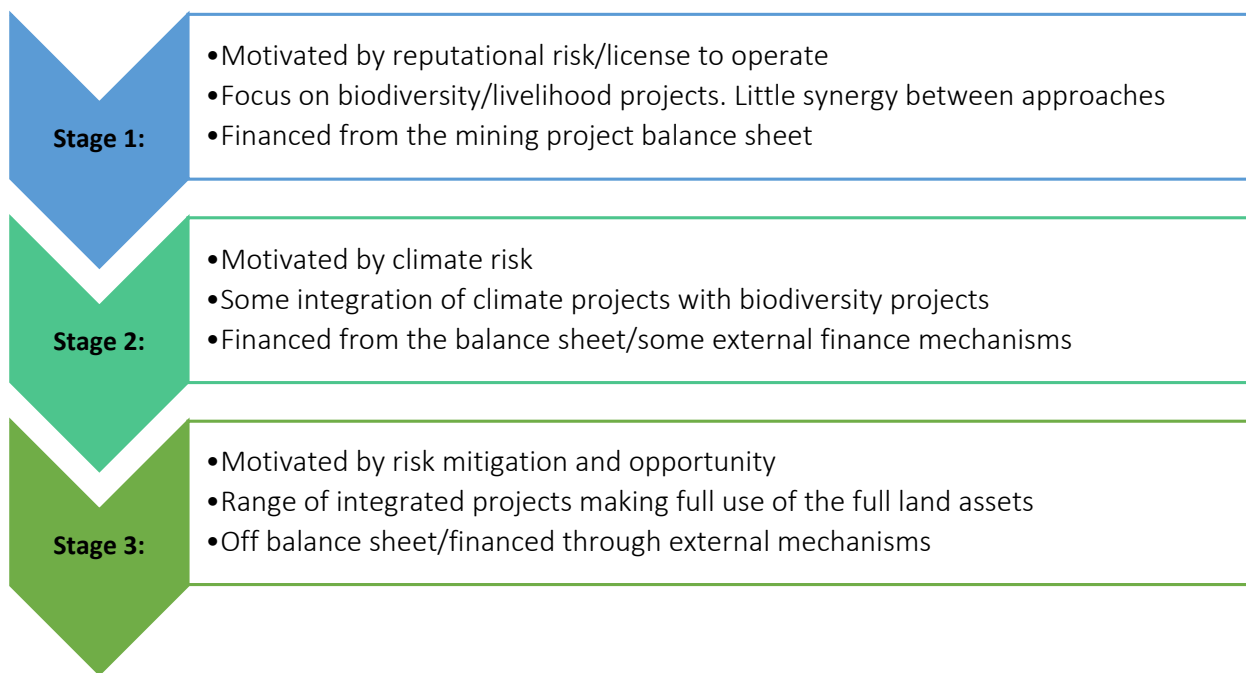 Stage 1:
•Motivated by reputational risk/license to operate
•Focus on biodiversity/livelihood projects. Little synergy between approaches
•Financed from the mining project balance sheet
Stage 2:
•Motivated by climate risk
•Some integration of climate projects with biodiversity projects
•Financed from the balance sheet/some external finance mechanisms
Stage 3:
•Motivated by risk mitigation and opportunity
•Range of integrated projects making full use of the full land assets
•Off balance sheet/financed through external mechanisms